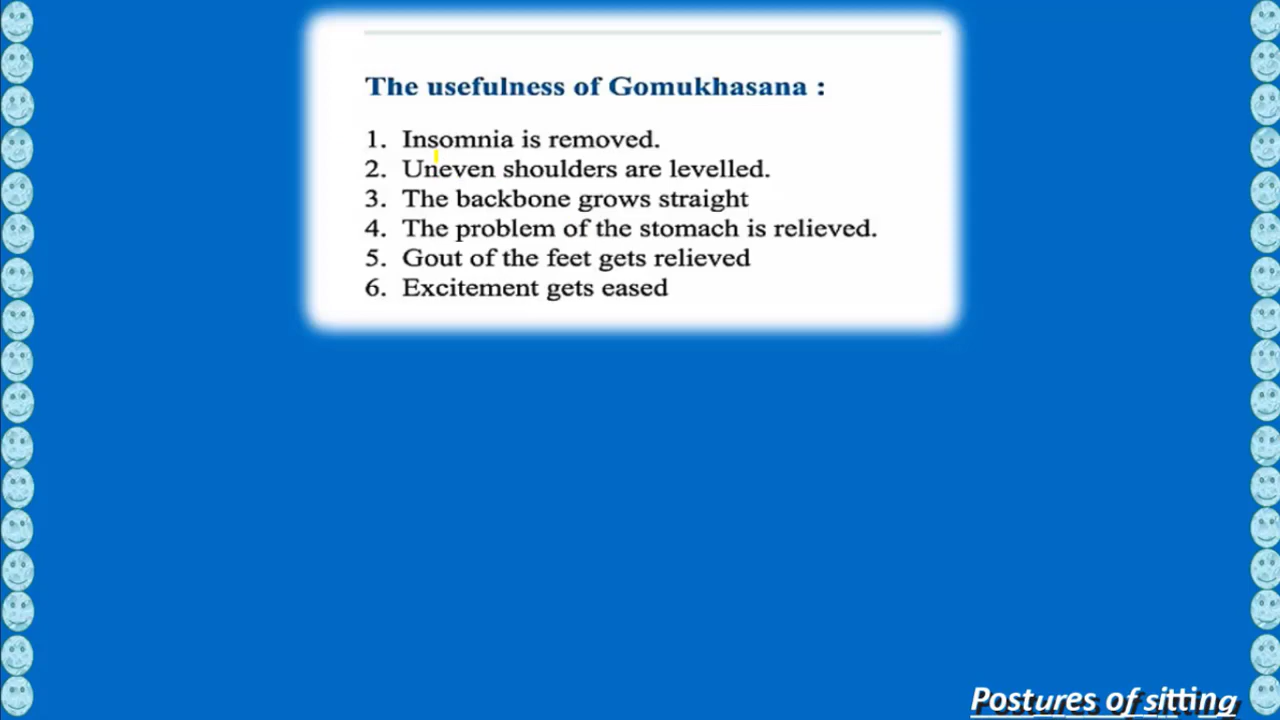 The usefulness of Gomukhasana :
1. Insomnia is removed.
2. Uneven shoulders are levelled.
3. The backbone grows straight
4. The problem of the stomach is relieved.
5. Gout of the feet gets relieved
6. Excitement gets eased
Postures of sitting